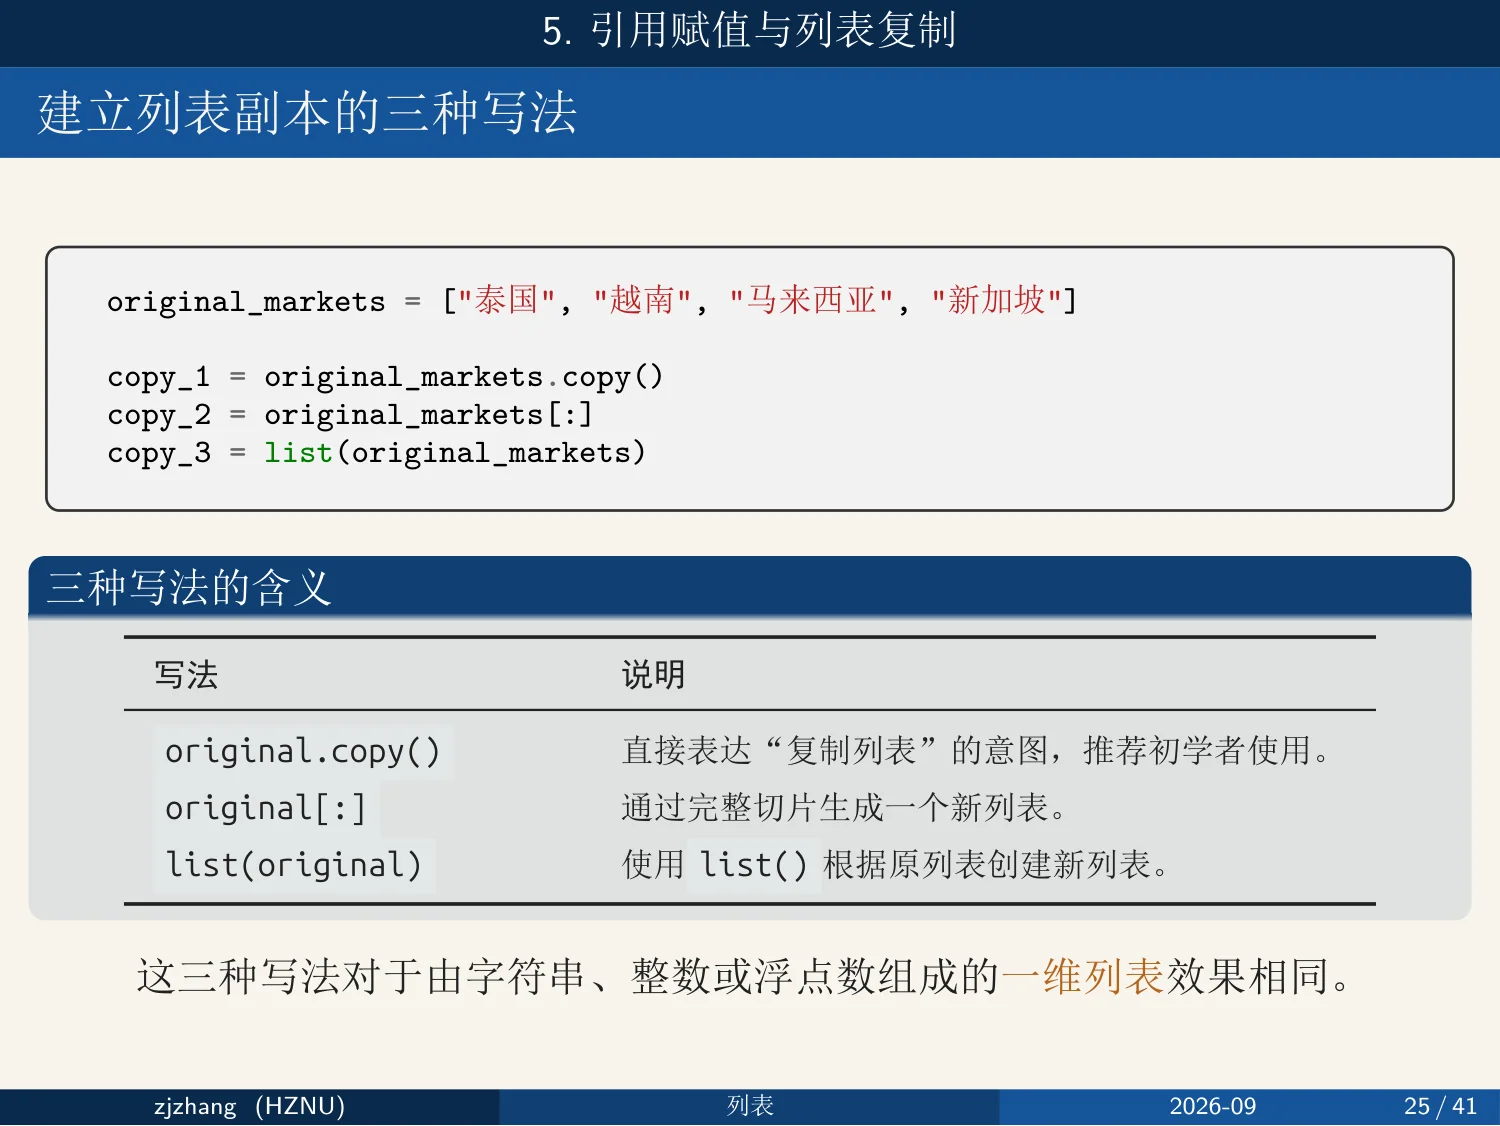 5. 引用赋值与列表复制
建立列表副本的三种写法
original_markets = ["泰国", "越南", "马来西亚", "新加坡"]
copy_1 = original_markets.copy()
copy_2 = original_markets[:]
copy_3 = list(original_markets)
三种写法的含义
写法 说明
original.copy() 直接表达“复制列表”的意图，推荐初学者使用。
original[:] 通过完整切片生成一个新列表。
list(original) 使用 list() 根据原列表创建新列表。
这三种写法对于由字符串、整数或浮点数组成的一维列表效果相同。
zjzhang (HZNU) 列表 2026-09 25 / 41